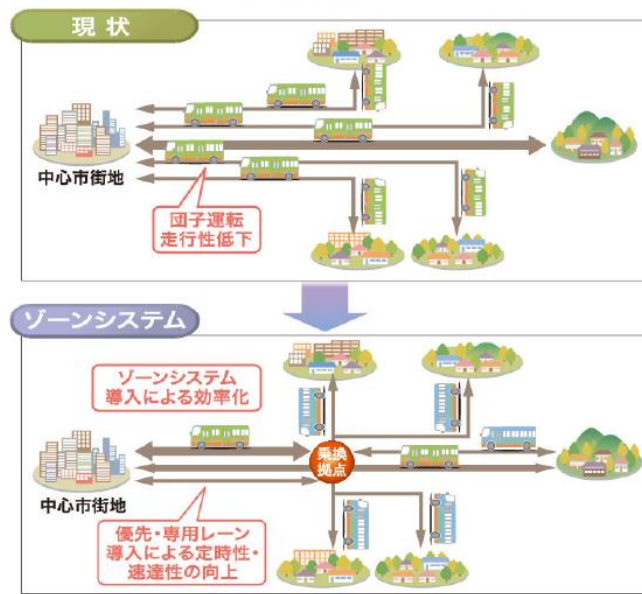 現状
中心市街地
団子運転
走行性低下
ゾーンシステム
ゾーンシステム
導入による効率化
乗換
拠点
中心市街地
優先・専用レーン
導入による定時性・
速達性の向上